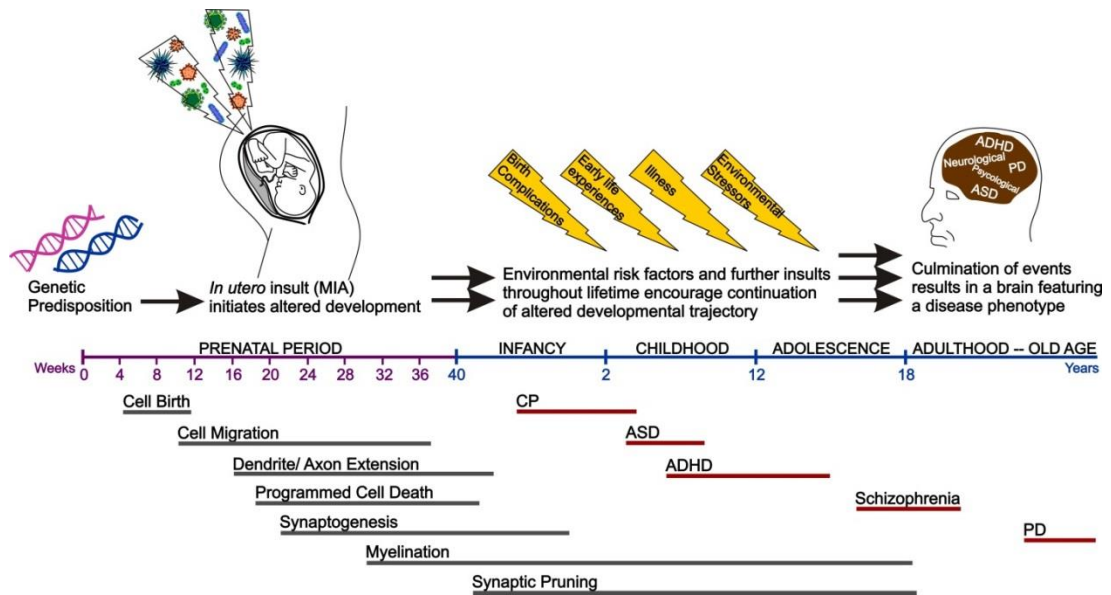 Birth
Complications
Early life
experiences
Illness
Environmental
Stressors
ADHD
Neurological
PD
Psycological
ASD
Genetic
Predisposition
In utero insult (MIA)
initiates altered development
Environmental risk factors and further insults
throughout lifetime encourage continuation
of altered developmental trajectory
Culmination of events
results in a brain featuring
a disease phenotype
PRENATAL PERIOD INFANCY CHILDHOOD ADOLESCENCE ADULTHOOD -- OLD AGE
Weeks 0 4 12 16 20 24 28 32 36 40 2 12 18 Years
Cell Birth CP
Cell Migration ASD
Dendrite/ Axon Extension ADHD
Programmed Cell Death Schizophrenia
Synaptogenesis PD
Myelination
Synaptic Pruning